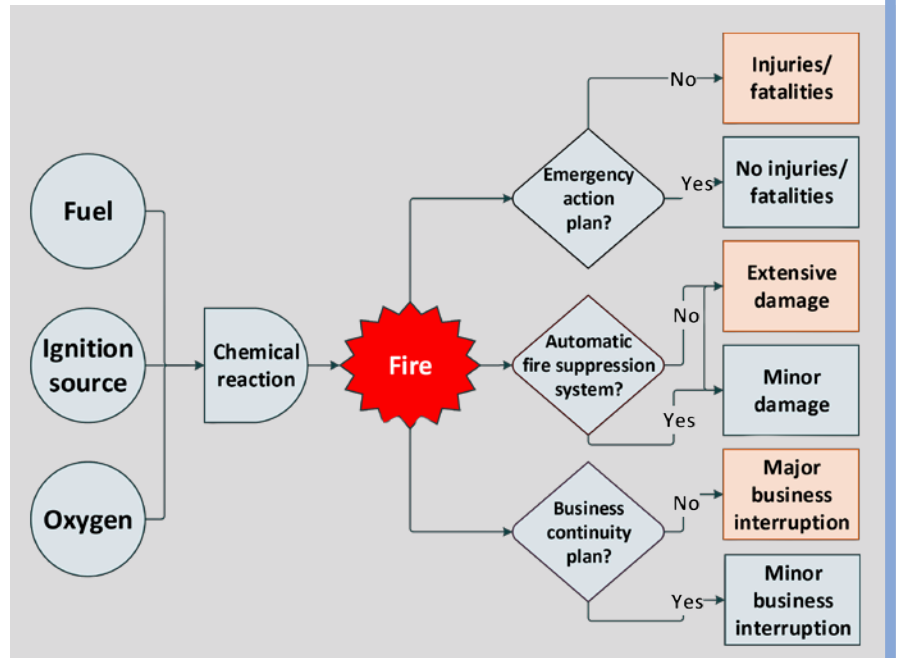 Fuel
Ignition
source
Oxygen
Chemical
reaction
Fire
Emergency
action
plan?
No
Injuries/
fatalities
Yes
No injuries/
fatalities
Automatic
fire suppression
system?
No
Extensive
damage
Yes
Minor
damage
Business
continuity
plan?
No
Major
business
interruption
Yes
Minor
business
interruption